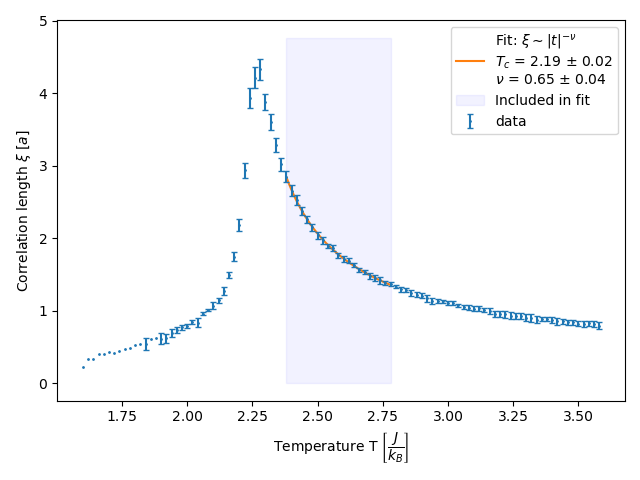 Correlation length ξ [a]
5
4
3
2
1
0
Fit: ξ ~ |t|^{-ν}
T_c = 2.19 ± 0.02
ν = 0.65 ± 0.04
Included in fit
data
1.75 2.00 2.25 2.50 2.75 3.00 3.25 3.50
Temperature T [J/k_B]